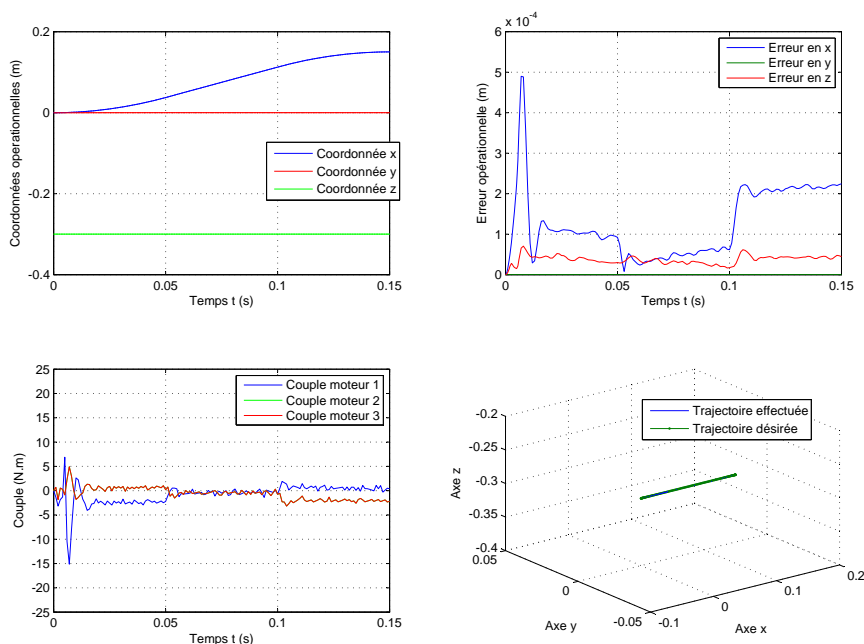 0.2
0
-0.2
-0.4
0
0.05
0.1
0.15
Coordonnées operationnelles (m)
Temps t (s)
Coordonnée x
Coordonnée y
Coordonnée z
x 10-4
6
5
4
3
2
1
0
0
0.05
0.1
0.15
Erreur opérationnelle (m)
Temps t (s)
Erreur en x
Erreur en y
Erreur en z
25
20
15
10
5
0
-5
-10
-15
-20
-25
0
0.05
0.1
0.15
Couple (N.m)
Temps t (s)
Couple moteur 1
Couple moteur 2
Couple moteur 3
-0.2
-0.25
-0.3
-0.35
-0.4
0.05
0
-0.05
-0.1
0
0.1
0.2
Axe z
Axe y
Axe x
Trajectoire effectuée
Trajectoire désirée